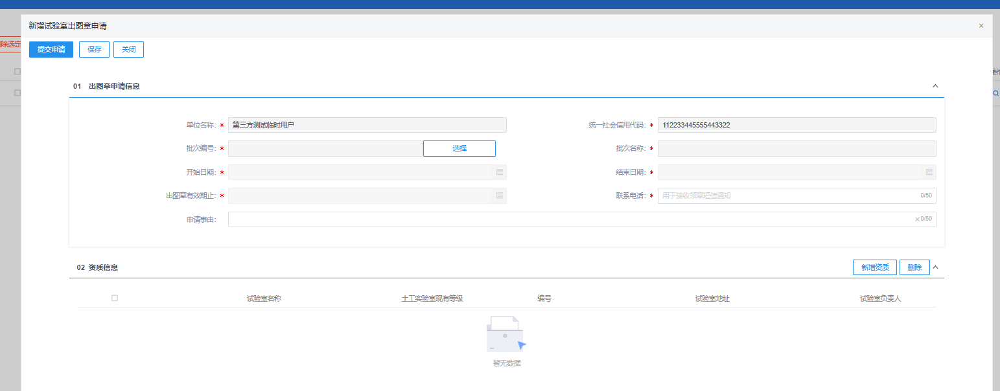 新增试验室出图章申请
×
删除选定
提交申请 保存 关闭
操作
01 出图章申请信息
单位名称: * 第三方测试临时用户 统一社会信用代码: * 112233445555443322
批次编号: * 选择 批次名称: *
开始日期: * 结束日期: *
出图章有效期止: * 联系电话: * 用于接收领章短信通知 0/50
申请事由: ×0/50
02 资质信息 新增资质 删除
试验室名称 土工实验室现有等级 编号 试验室地址 试验室负责人
暂无数据